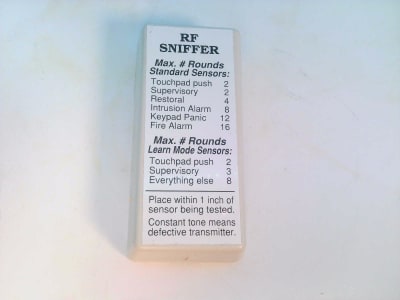 RF
SNIFFER
Max. # Rounds
Standard Sensors:
Touchpad push 2
Supervisory 2
Restoral 4
Intrusion Alarm 8
Keypad Panic 12
Fire Alarm 16
Max. # Rounds
Learn Mode Sensors:
Touchpad push 2
Supervisory 3
Everything else 8
Place within 1 inch of
sensor being tested.
Constant tone means
defective transmitter.